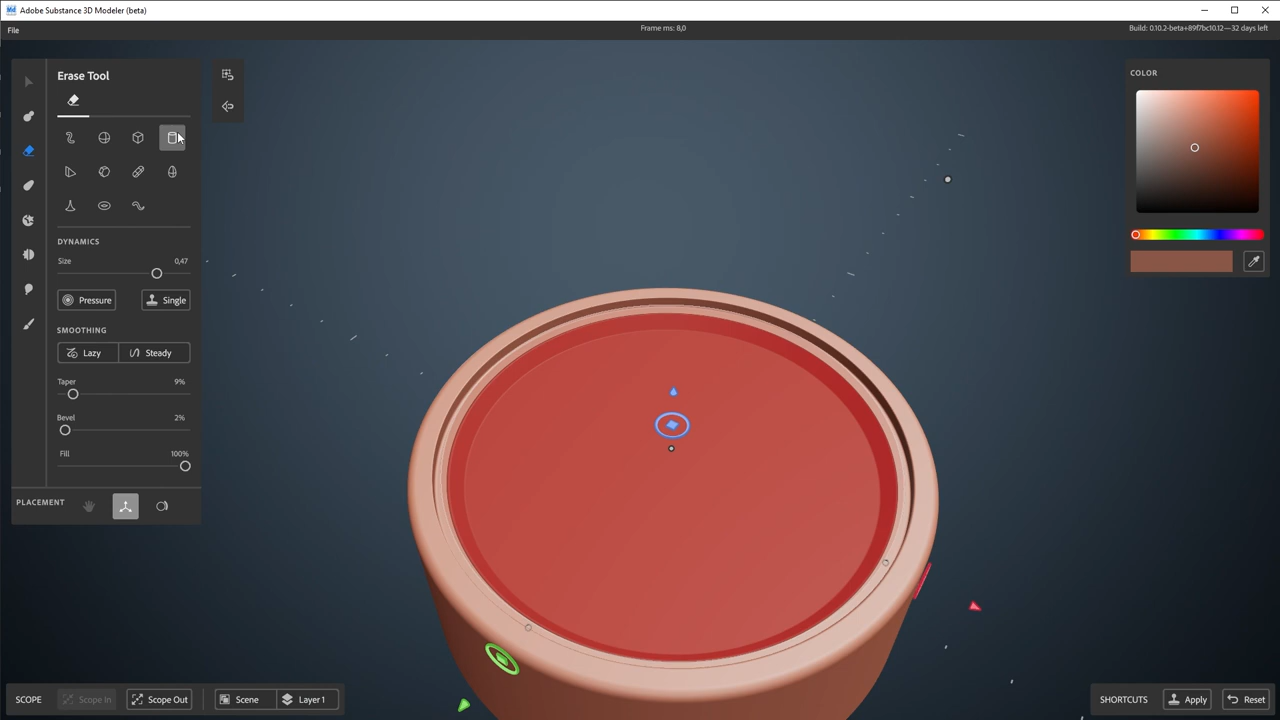 Adobe Substance 3D Modeler (beta)
File
Frame ms: 8,0
Build: 0.10.2-beta+89f7bc10.12—32 days left
Erase Tool
DYNAMICS
Size 0,47
Pressure Single
SMOOTHING
Lazy Steady
Taper 9%
Bevel 2%
Fill 100%
PLACEMENT
COLOR
SCOPE Scope In Scope Out Scene Layer 1
SHORTCUTS Apply Reset